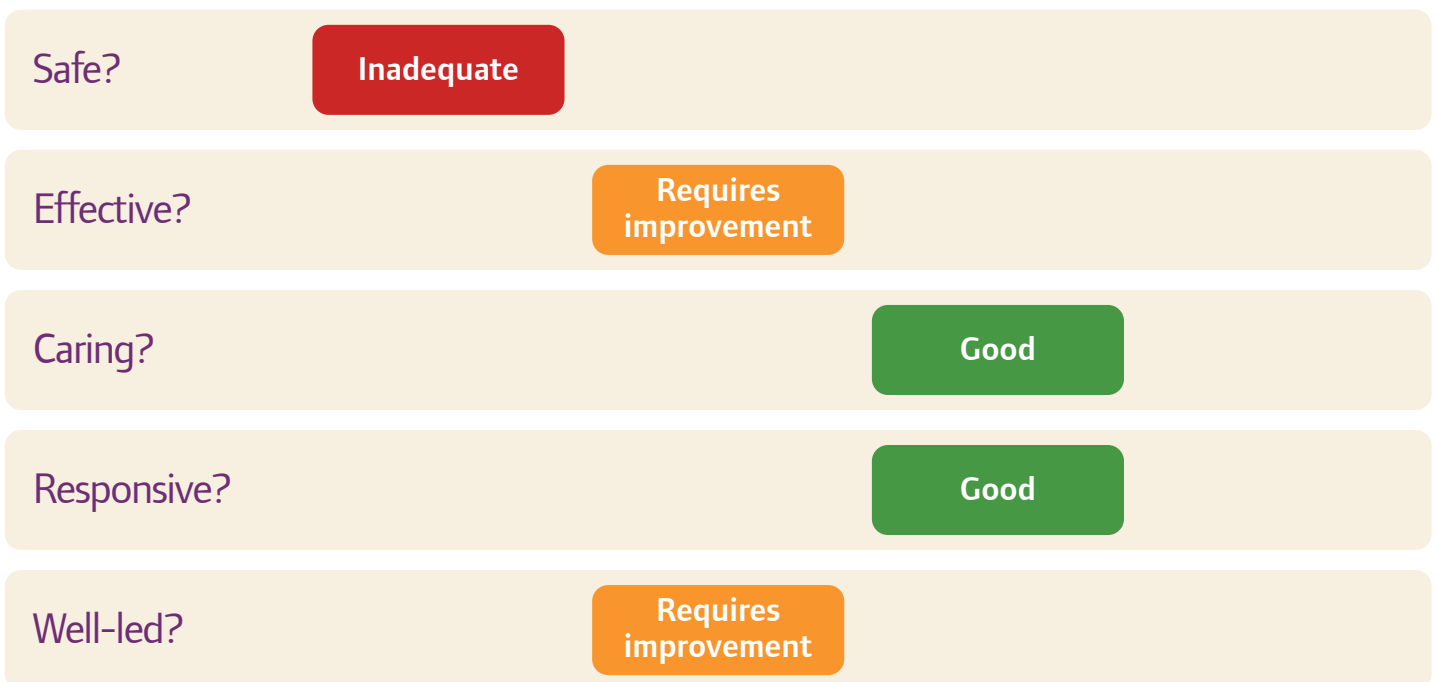 Safe?
Inadequate
Effective?
Requires
improvement
Caring?
Good
Responsive?
Good
Well-led?
Requires
improvement